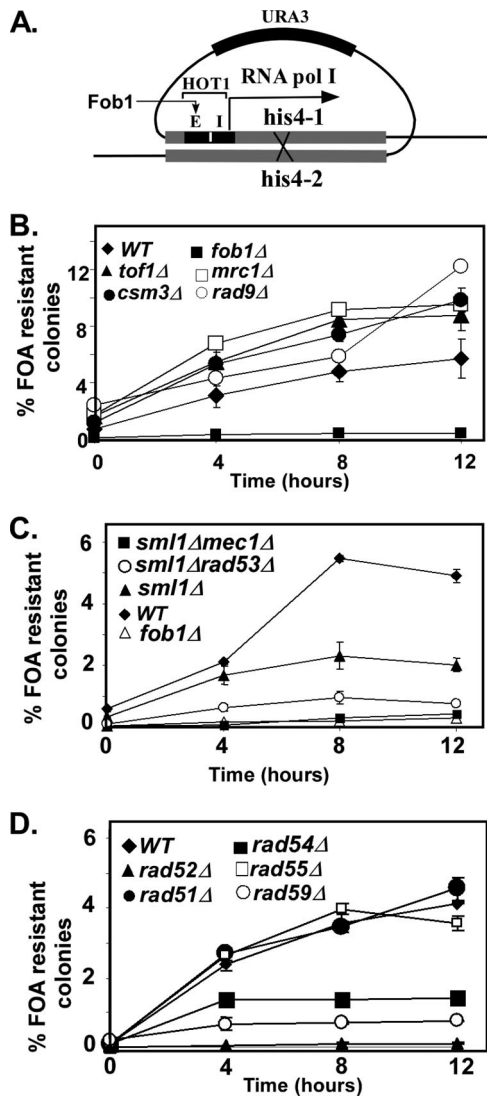 A.
URA3
HOT1
RNA pol I
Fob1
E I
his4-1
his4-2
B.
WT
fob1Δ
tof1Δ
mrc1Δ
csm3Δ
rad9Δ
% FOA resistant
colonies
12
8
4
0
0 4 8 12
Time (hours)
C.
sml1Δmec1Δ
sml1Δrad53Δ
sml1Δ
WT
fob1Δ
% FOA resistant
colonies
6
4
2
0
0 4 8 12
Time (hours)
D.
WT
rad54Δ
rad52Δ
rad55Δ
rad51Δ
rad59Δ
% FOA resistant
colonies
6
4
2
0
0 4 8 12
Time (hours)